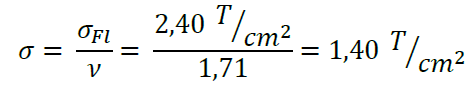 σ = σ_Fl / ν = 2,40 T/cm² / 1,71 = 1,40 T/cm²